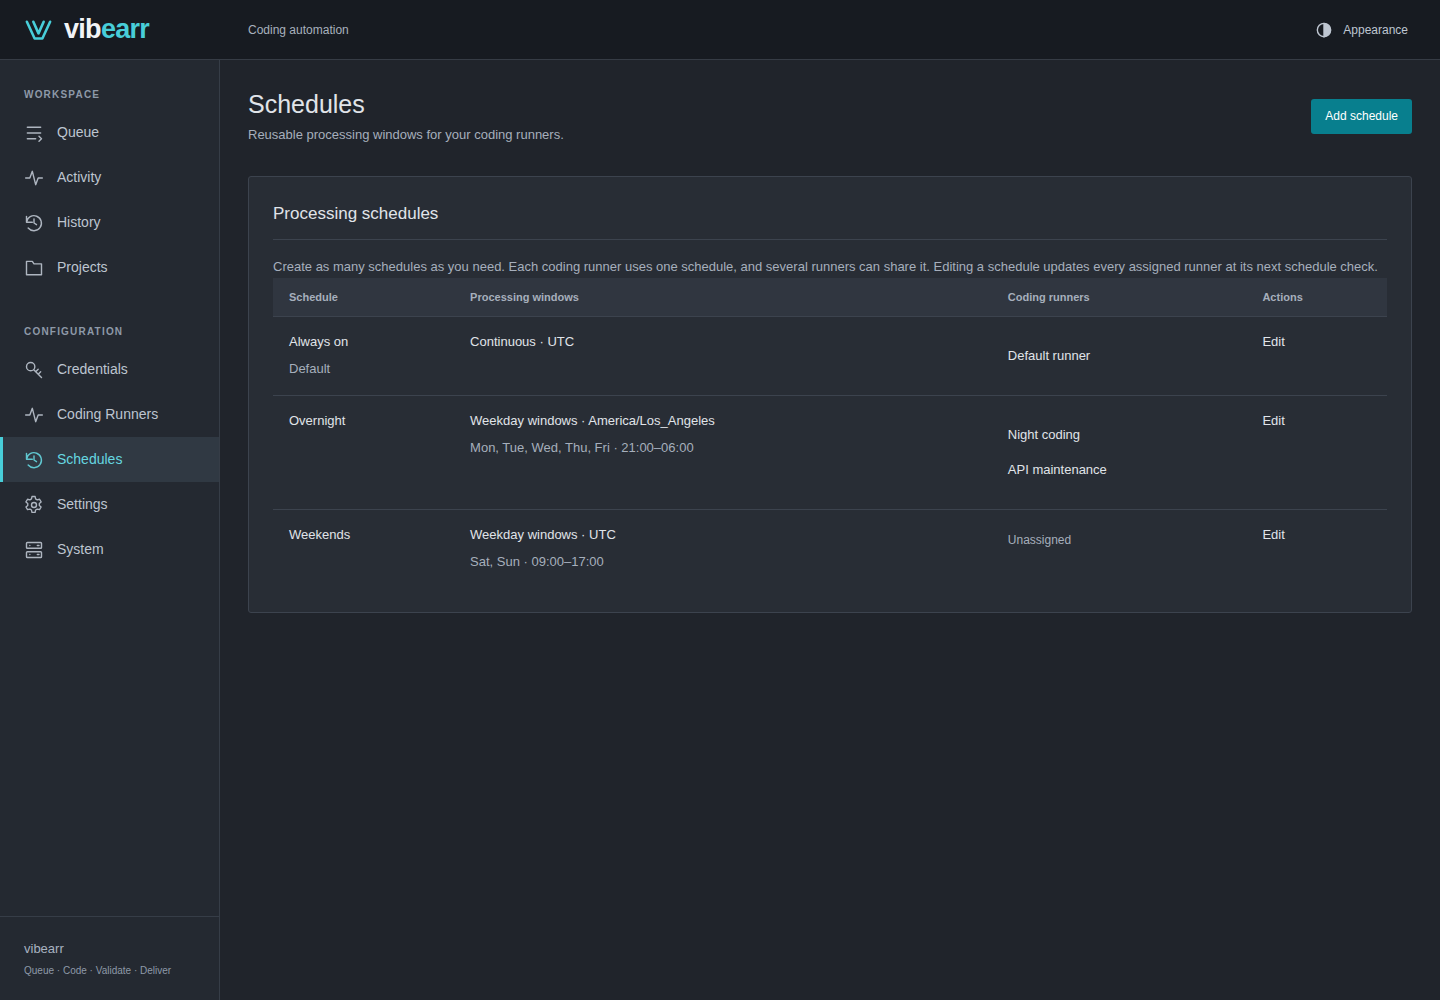 vibearr
Coding automation
Appearance
WORKSPACE
Queue
Activity
History
Projects
CONFIGURATION
Credentials
Coding Runners
Schedules
Settings
System
vibearr
Queue · Code · Validate · Deliver
Schedules
Reusable processing windows for your coding runners.
Add schedule
Processing schedules
Create as many schedules as you need. Each coding runner uses one schedule, and several runners can share it. Editing a schedule updates every assigned runner at its next schedule check.
Schedule Processing windows Coding runners Actions
Always on Continuous · UTC Edit
Default runner
Default
Overnight Weekday windows · America/Los_Angeles Edit
Night coding
Mon, Tue, Wed, Thu, Fri · 21:00–06:00
API maintenance
Weekends Weekday windows · UTC Edit
Unassigned
Sat, Sun · 09:00–17:00